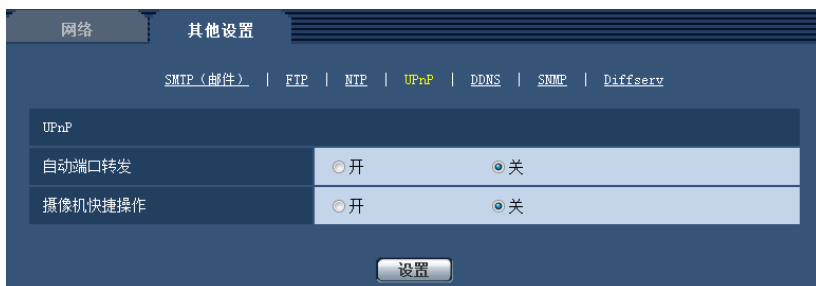 网络 其他设置
SMTP（邮件） | FTP | NTP | UPnP | DDNS | SNMP | Diffserv
UPnP
自动端口转发 开 关
摄像机快捷操作 开 关
设置